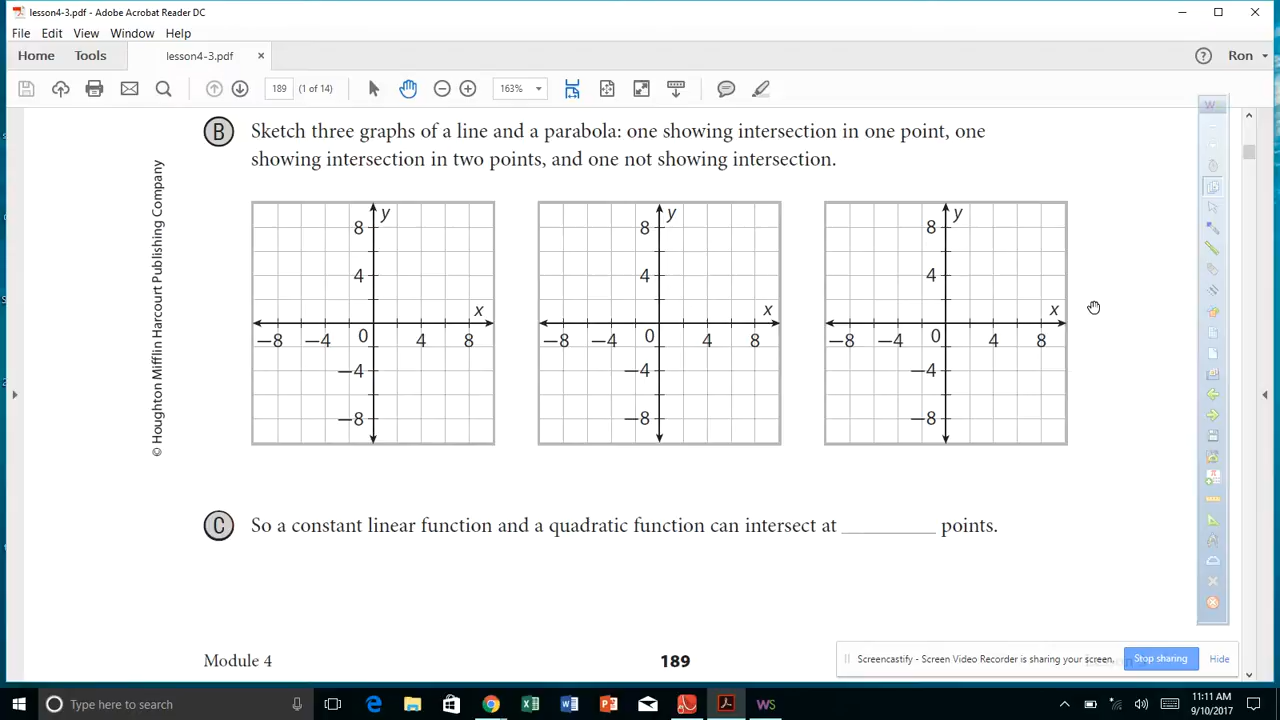 lesson4-3.pdf - Adobe Acrobat Reader DC
File Edit View Window Help
Home Tools lesson4-3.pdf × Ron
189 (1 of 14) 163%
B Sketch three graphs of a line and a parabola: one showing intersection in one point, one
showing intersection in two points, and one not showing intersection.
© Houghton Mifflin Harcourt Publishing Company
y
8
4
x
−8 −4 0 4 8
−4
−8
y
8
4
x
−8 −4 0 4 8
−4
−8
y
8
4
x
−8 −4 0 4 8
−4
−8
C So a constant linear function and a quadratic function can intersect at ________ points.
Module 4 189
Screencastify - Screen Video Recorder is sharing your screen. Stop sharing Hide
Type here to search
11:11 AM
9/10/2017